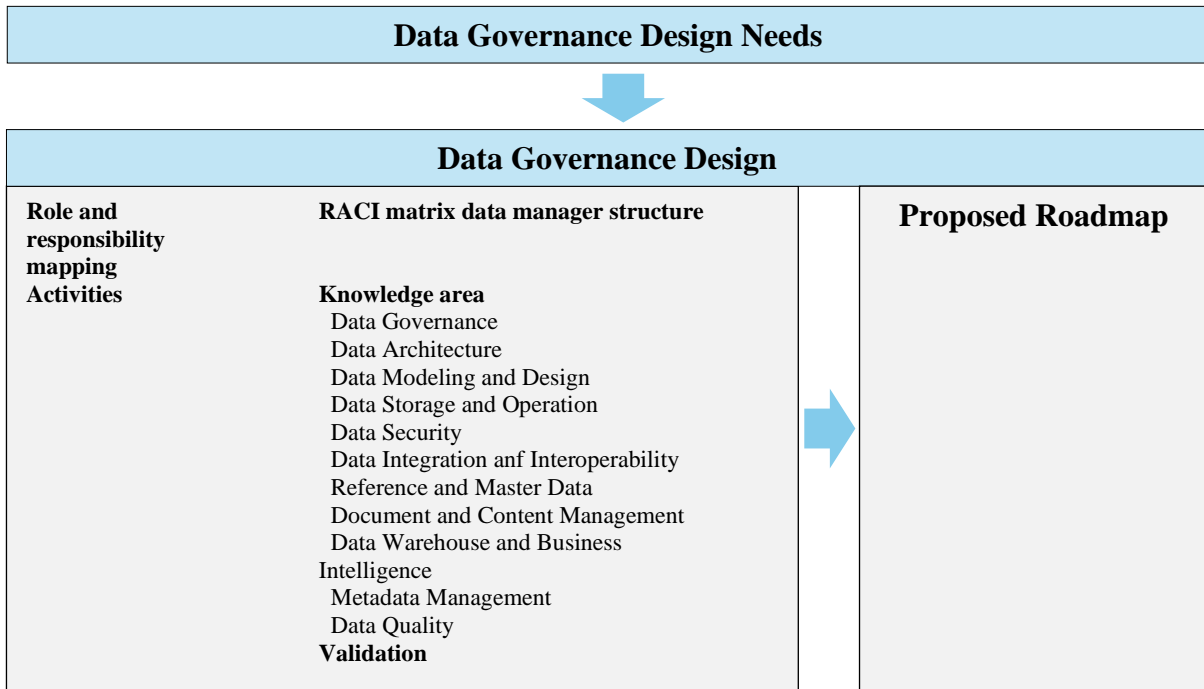 Data Governance Design Needs
Data Governance Design
Role and
responsibility
mapping
Activities
RACI matrix data manager structure
Knowledge area
Data Governance
Data Architecture
Data Modeling and Design
Data Storage and Operation
Data Security
Data Integration anf Interoperability
Reference and Master Data
Document and Content Management
Data Warehouse and Business
Intelligence
Metadata Management
Data Quality
Validation
Proposed Roadmap